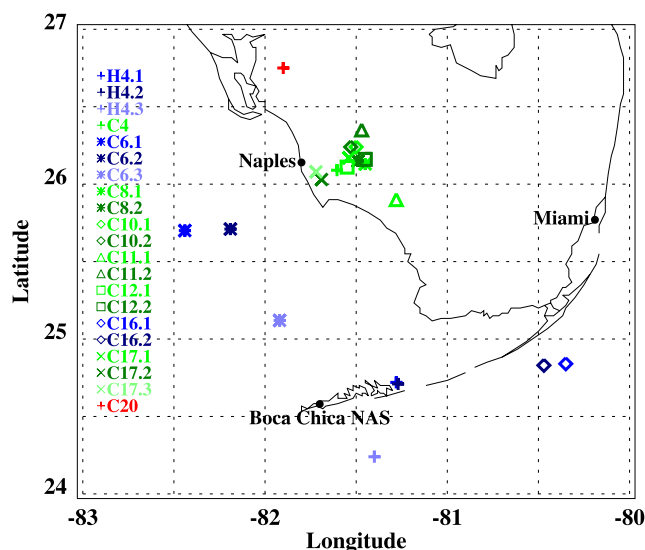 27
H4.1
H4.2
H4.3
C4
C6.1
C6.2
C6.3
C8.1
C8.2
C10.1
C10.2
C11.1
C11.2
C12.1
C12.2
C16.1
C16.2
C17.1
C17.2
C17.3
C20
Naples
Miami
Boca Chica NAS
26
25
24
Latitude
-83
-82
-81
-80
Longitude